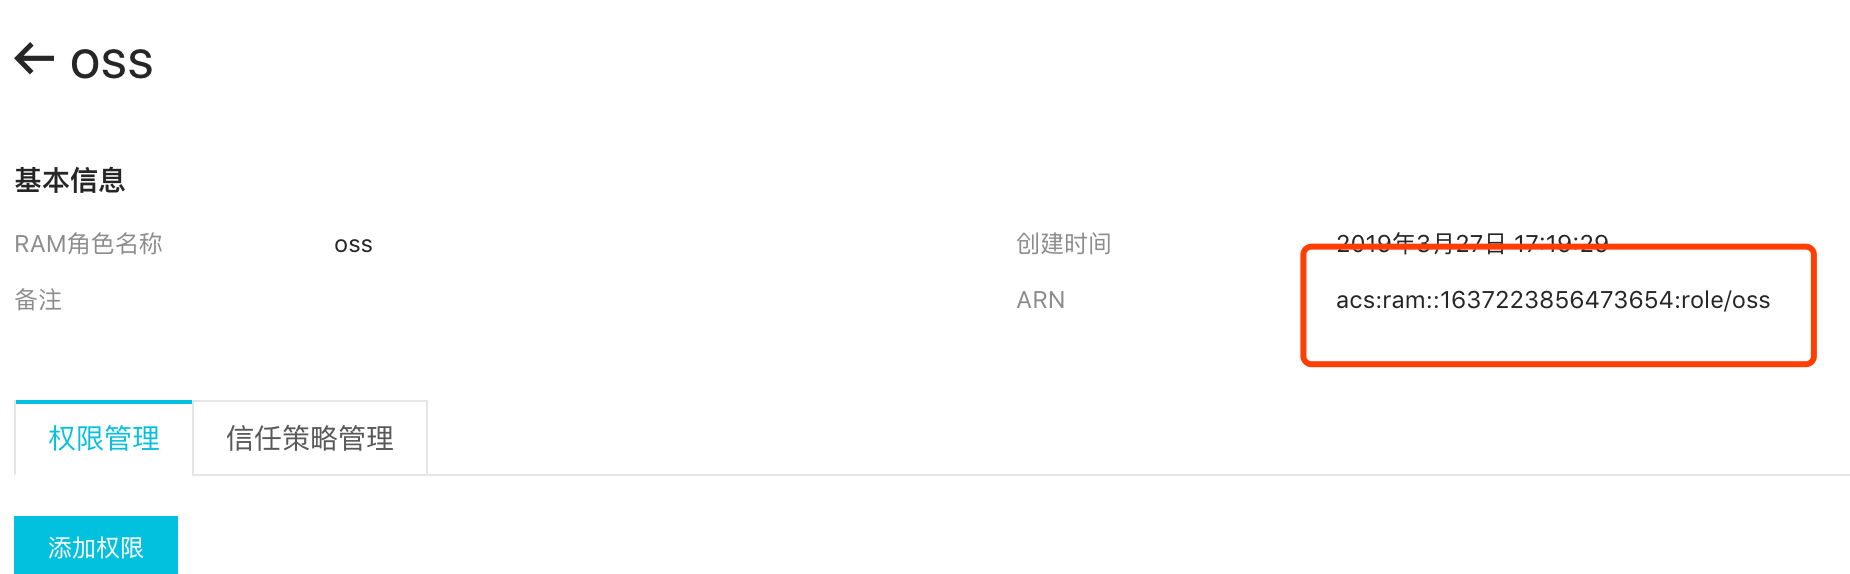 oss
基本信息
RAM角色名称 oss 创建时间 2019年3月27日 17:19:29
备注 ARN acs:ram::1637223856473654:role/oss
权限管理 信任策略管理
添加权限